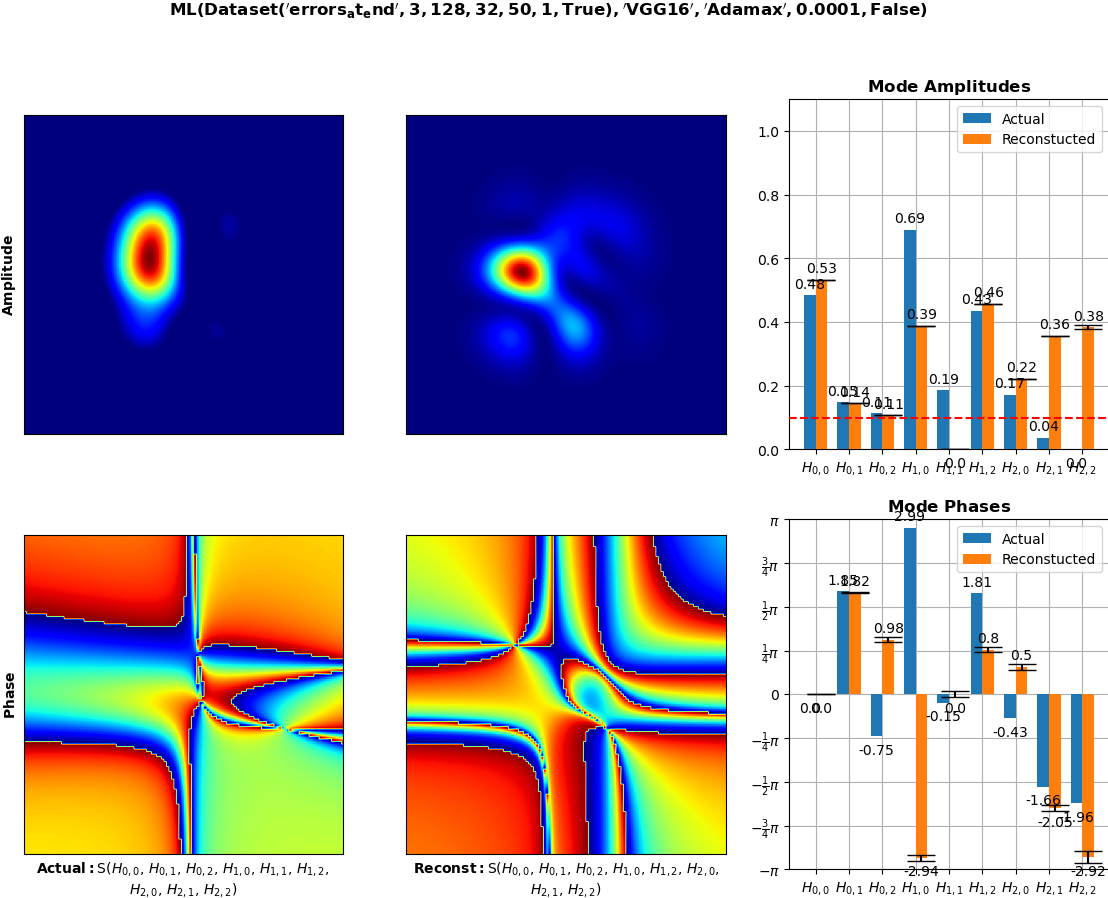 ML(Dataset('errors_at_end', 3, 128, 32, 50, 1, True), 'VGG16', 'Adamax', 0.0001, False)
Amplitude
Mode Amplitudes
Actual
Reconstucted
1.0
0.8
0.6
0.4
0.2
0.0
0.48
0.53
0.15
0.14
0.11
0.11
0.69
0.39
0.19
0.0
0.43
0.46
0.17
0.22
0.04
0.36
0.0
0.38
H0,0 H0,1 H0,2 H1,0 H1,1 H1,2 H2,0 H2,1 H2,2
Phase
Actual: S(H0,0, H0,1, H0,2, H1,0, H1,1, H1,2,
H2,0, H2,1, H2,2)
Reconst: S(H0,0, H0,1, H0,2, H1,0, H1,2, H2,0,
H2,1, H2,2)
Mode Phases
Actual
Reconstucted
π
3/4π
1/2π
1/4π
0
−1/4π
−1/2π
−3/4π
−π
0.0
0.0
1.85
1.82
-0.75
0.98
2.99
-2.94
-0.15
0.0
1.81
0.8
-0.43
0.5
-1.66
-2.05
-1.96
-2.92
H0,0 H0,1 H0,2 H1,0 H1,1 H1,2 H2,0 H2,1 H2,2